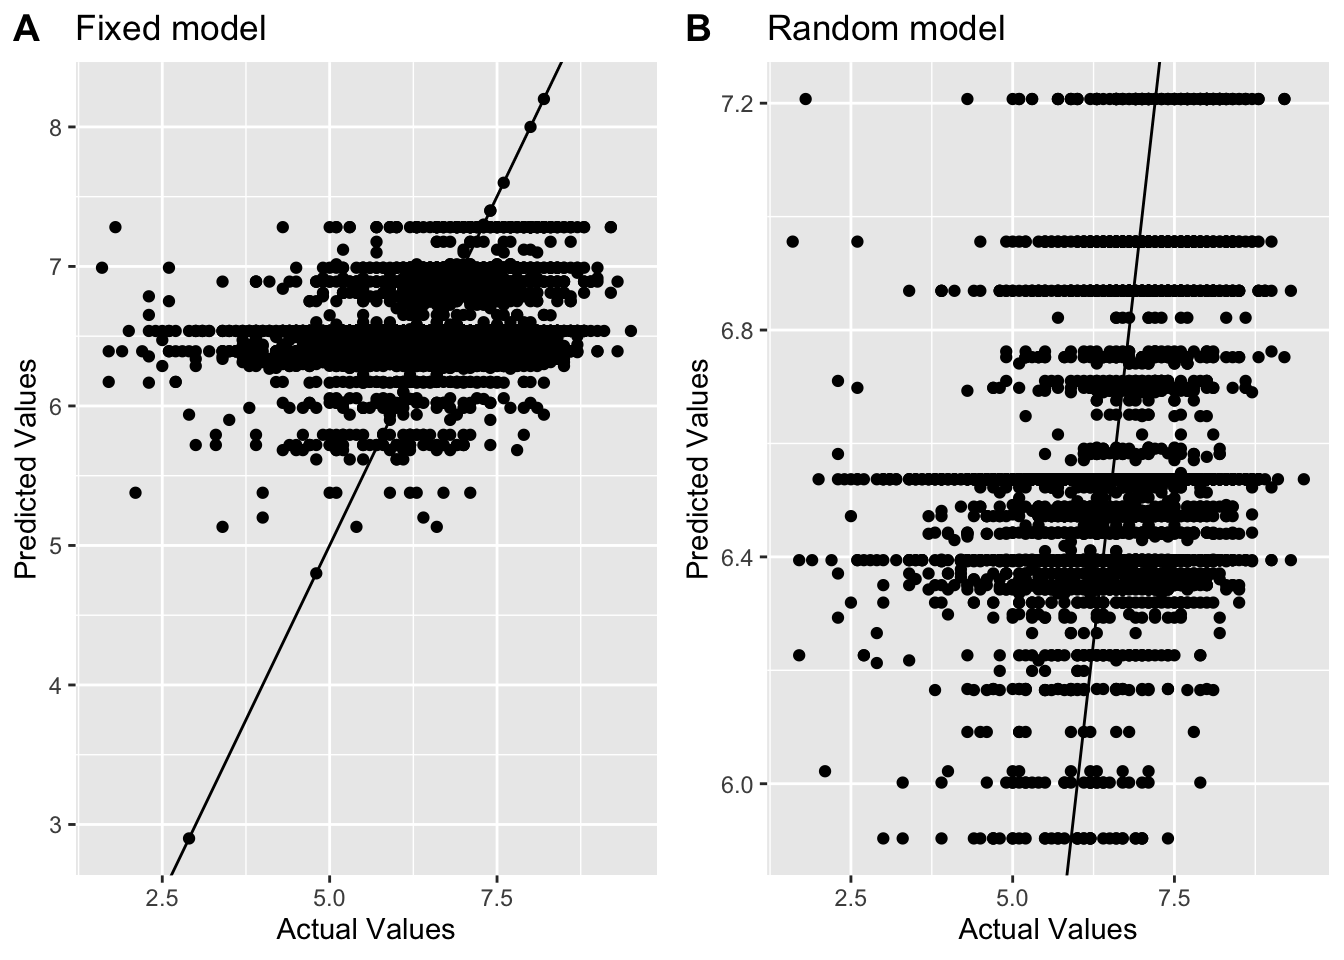 A Fixed model
8
7
6
5
4
3
2.5 5.0 7.5
Actual Values
Predicted Values
B Random model
7.2
6.8
6.4
6.0
2.5 5.0 7.5
Actual Values
Predicted Values